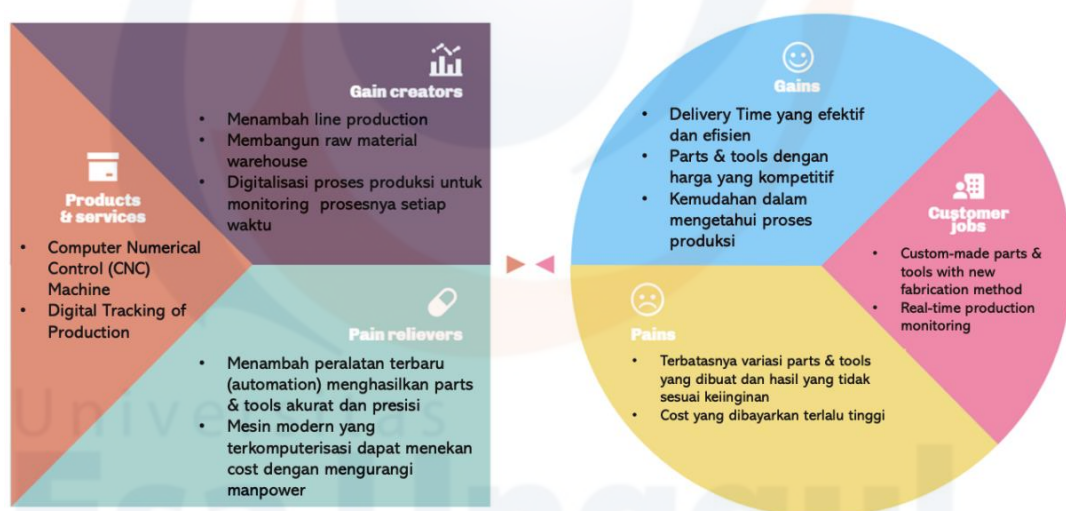 Gain creators
• Menambah line production
• Membangun raw material
warehouse
• Digitalisasi proses produksi untuk
monitoring prosesnya setiap
waktu
Products
& services
• Computer Numerical
Control (CNC)
Machine
• Digital Tracking of
Production
Pain relievers
• Menambah peralatan terbaru
(automation) menghasilkan parts
& tools akurat dan presisi
• Mesin modern yang
terkomputerisasi dapat menekan
cost dengan mengurangi
manpower
Gains
• Delivery Time yang efektif
dan efisien
• Parts & tools dengan
harga yang kompetitif
• Kemudahan dalam
mengetahui proses
produksi
Customer
jobs
• Custom-made parts &
tools with new
fabrication method
• Real-time production
monitoring
Pains
• Terbatasnya variasi parts & tools
yang dibuat dan hasil yang tidak
sesuai keiinginan
• Cost yang dibayarkan terlalu tinggi
Universitas